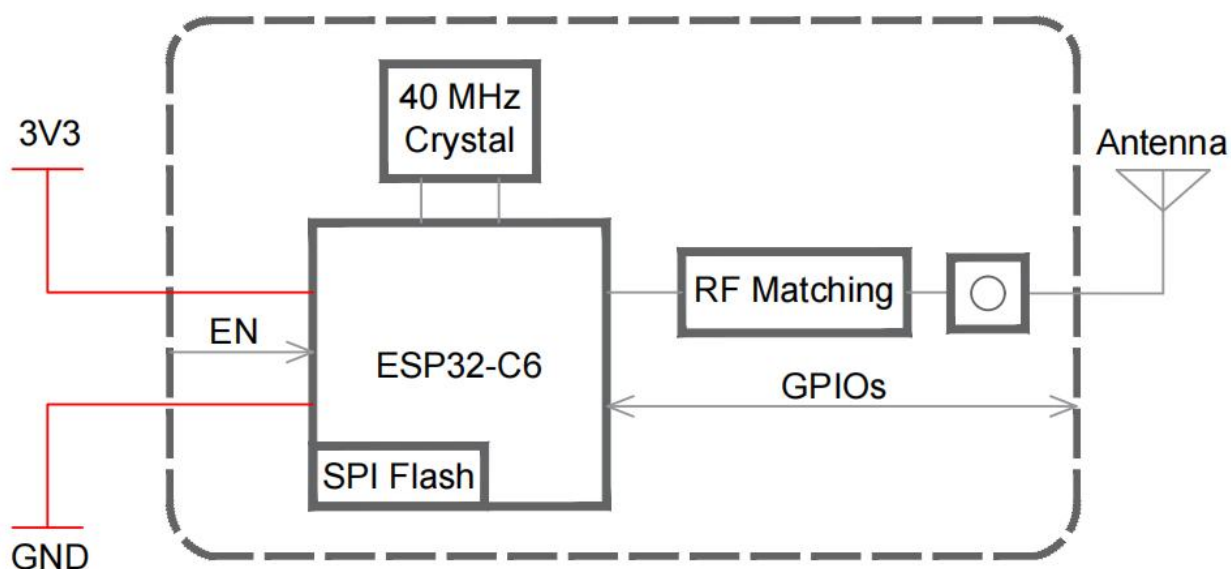 40 MHz
Crystal
3V3
Antenna
RF Matching
EN
ESP32-C6
GPIOs
SPI Flash
GND